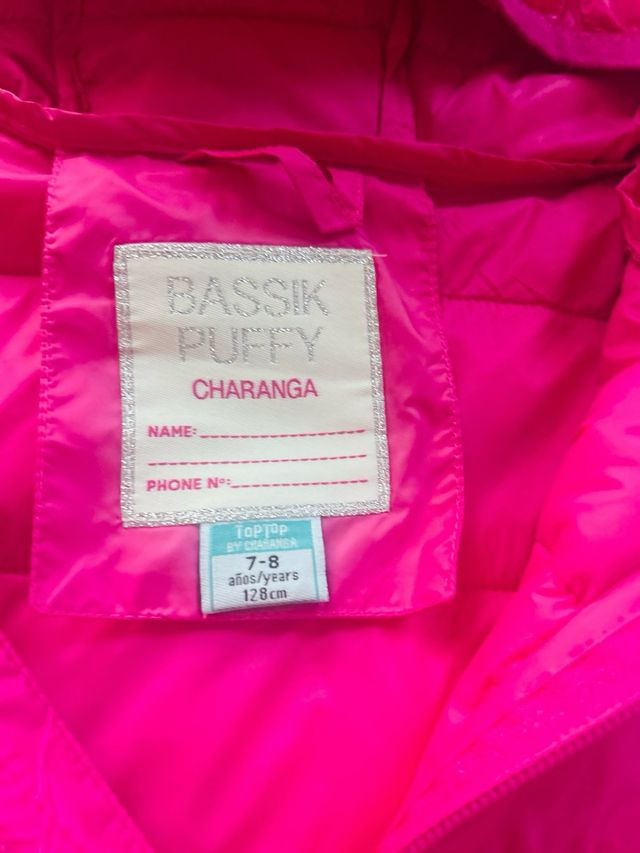 BASSIK
PUFFY
CHARANGA
NAME:
PHONE Nº:
TOPTOP
BY CHARANGA
7-8
años/years
128cm